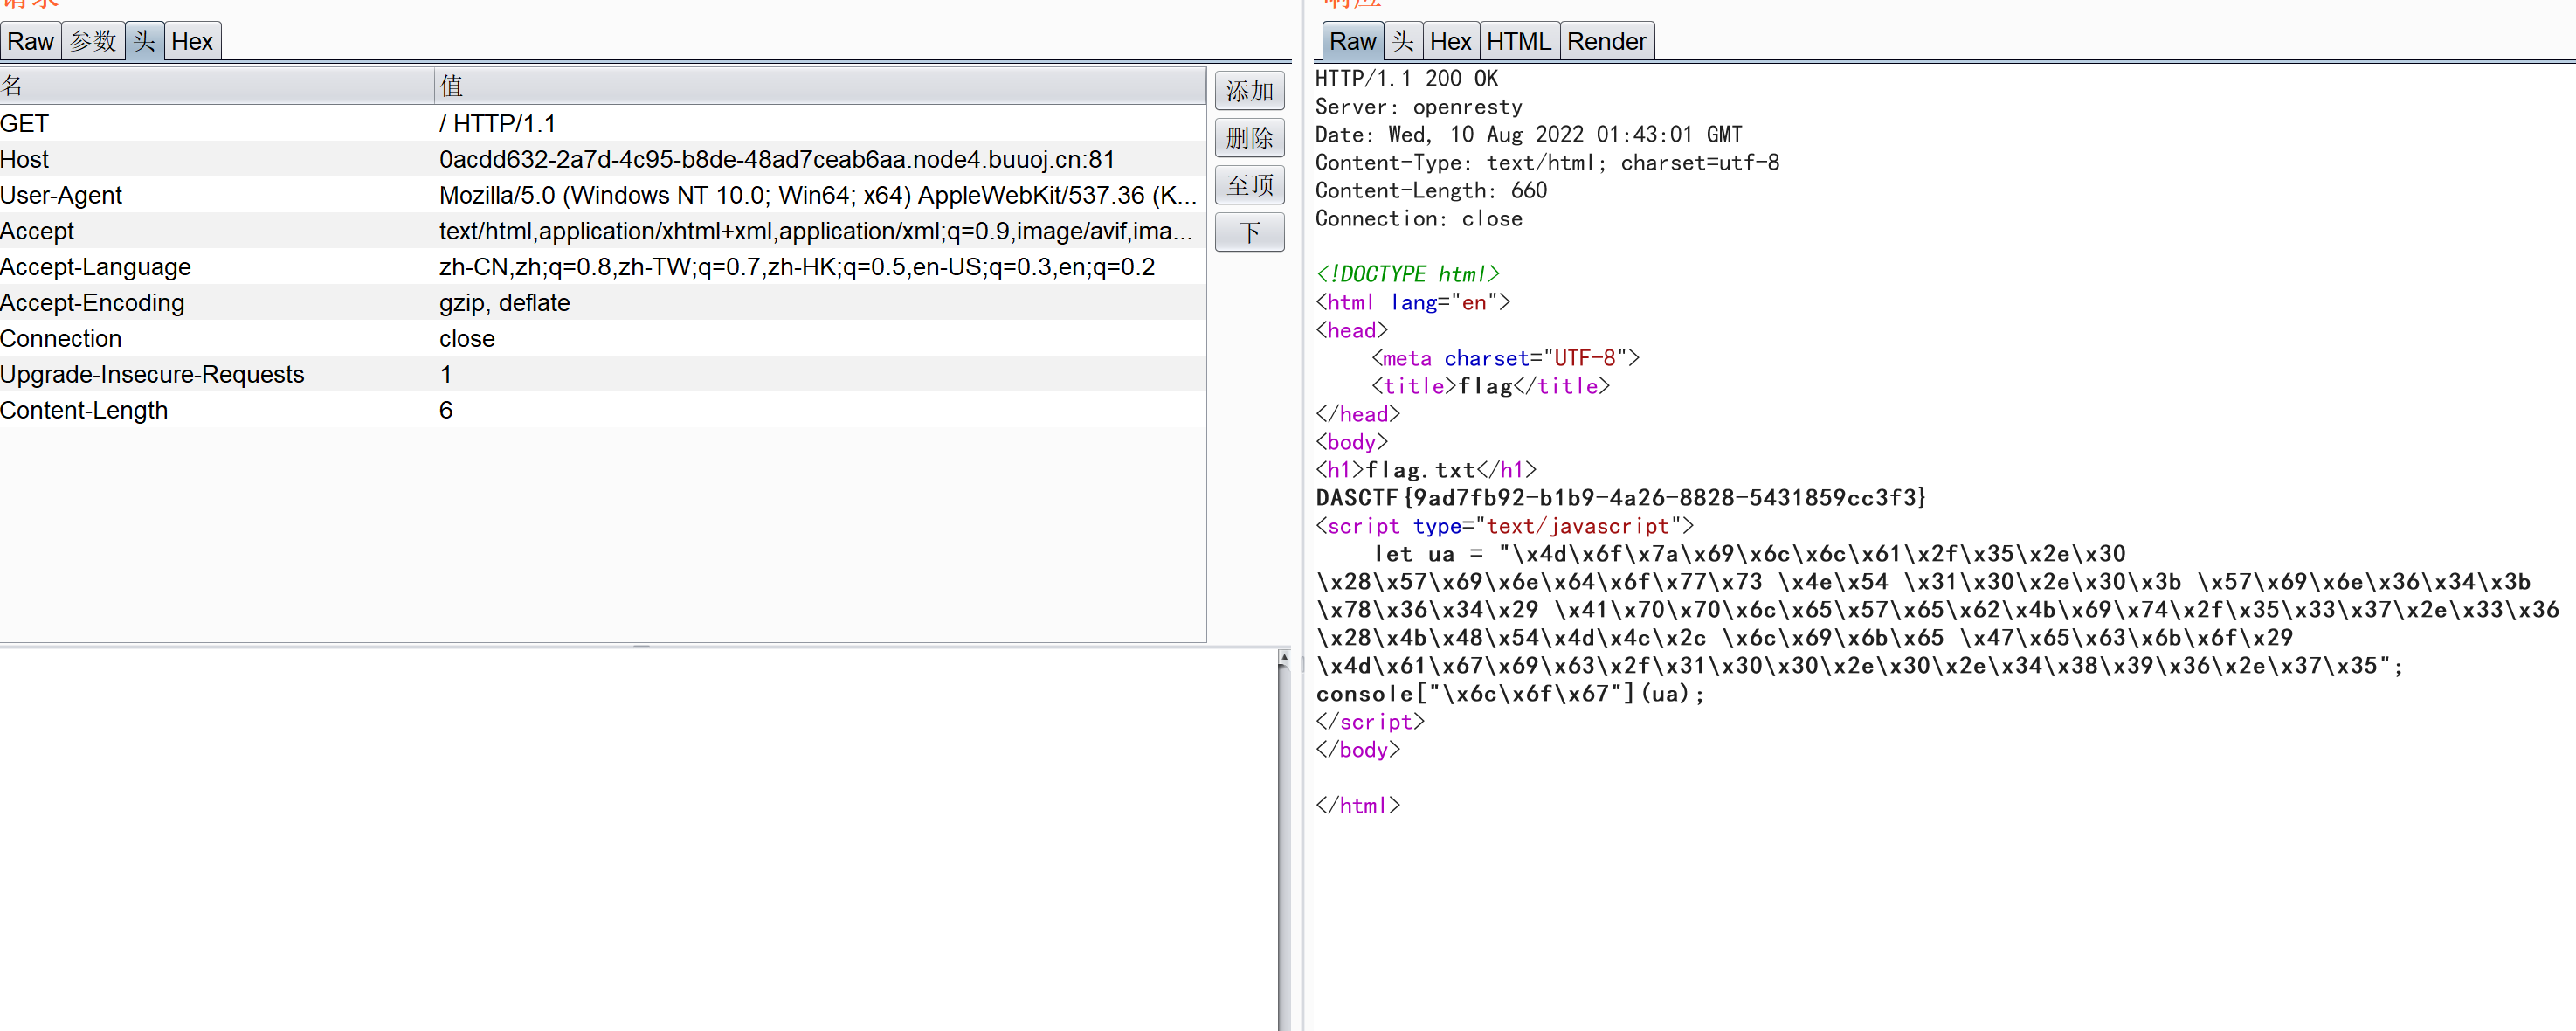 请求
Raw 参数 头 Hex
名 值
GET / HTTP/1.1
Host 0acdd632-2a7d-4c95-b8de-48ad7ceab6aa.node4.buuoj.cn:81
User-Agent Mozilla/5.0 (Windows NT 10.0; Win64; x64) AppleWebKit/537.36 (K...
Accept text/html,application/xhtml+xml,application/xml;q=0.9,image/avif,ima...
Accept-Language zh-CN,zh;q=0.8,zh-TW;q=0.7,zh-HK;q=0.5,en-US;q=0.3,en;q=0.2
Accept-Encoding gzip, deflate
Connection close
Upgrade-Insecure-Requests 1
Content-Length 6
添加
删除
至顶
下
响应
Raw 头 Hex HTML Render
HTTP/1.1 200 OK
Server: openresty
Date: Wed, 10 Aug 2022 01:43:01 GMT
Content-Type: text/html; charset=utf-8
Content-Length: 660
Connection: close
<!DOCTYPE html>
<html lang="en">
<head>
<meta charset="UTF-8">
<title>flag</title>
</head>
<body>
<h1>flag.txt</h1>
DASCTF{9ad7fb92-b1b9-4a26-8828-5431859cc3f3}
<script type="text/javascript">
let ua = "\x4d\x6f\x7a\x69\x6c\x6c\x61\x2f\x35\x2e\x30
\x28\x57\x69\x6e\x64\x6f\x77\x73 \x4e\x54 \x31\x30\x2e\x30\x3b \x57\x69\x6e\x36\x34\x3b
\x78\x36\x34\x29 \x41\x70\x70\x6c\x65\x57\x65\x62\x4b\x69\x74\x2f\x35\x33\x37\x2e\x33\x36
\x28\x4b\x48\x54\x4d\x4c\x2c \x6c\x69\x6b\x65 \x47\x65\x63\x6b\x6f\x29
\x4d\x61\x67\x69\x63\x2f\x31\x30\x30\x2e\x30\x2e\x34\x38\x39\x36\x2e\x37\x35";
console["\x6c\x6f\x67"](ua);
</script>
</body>
</html>